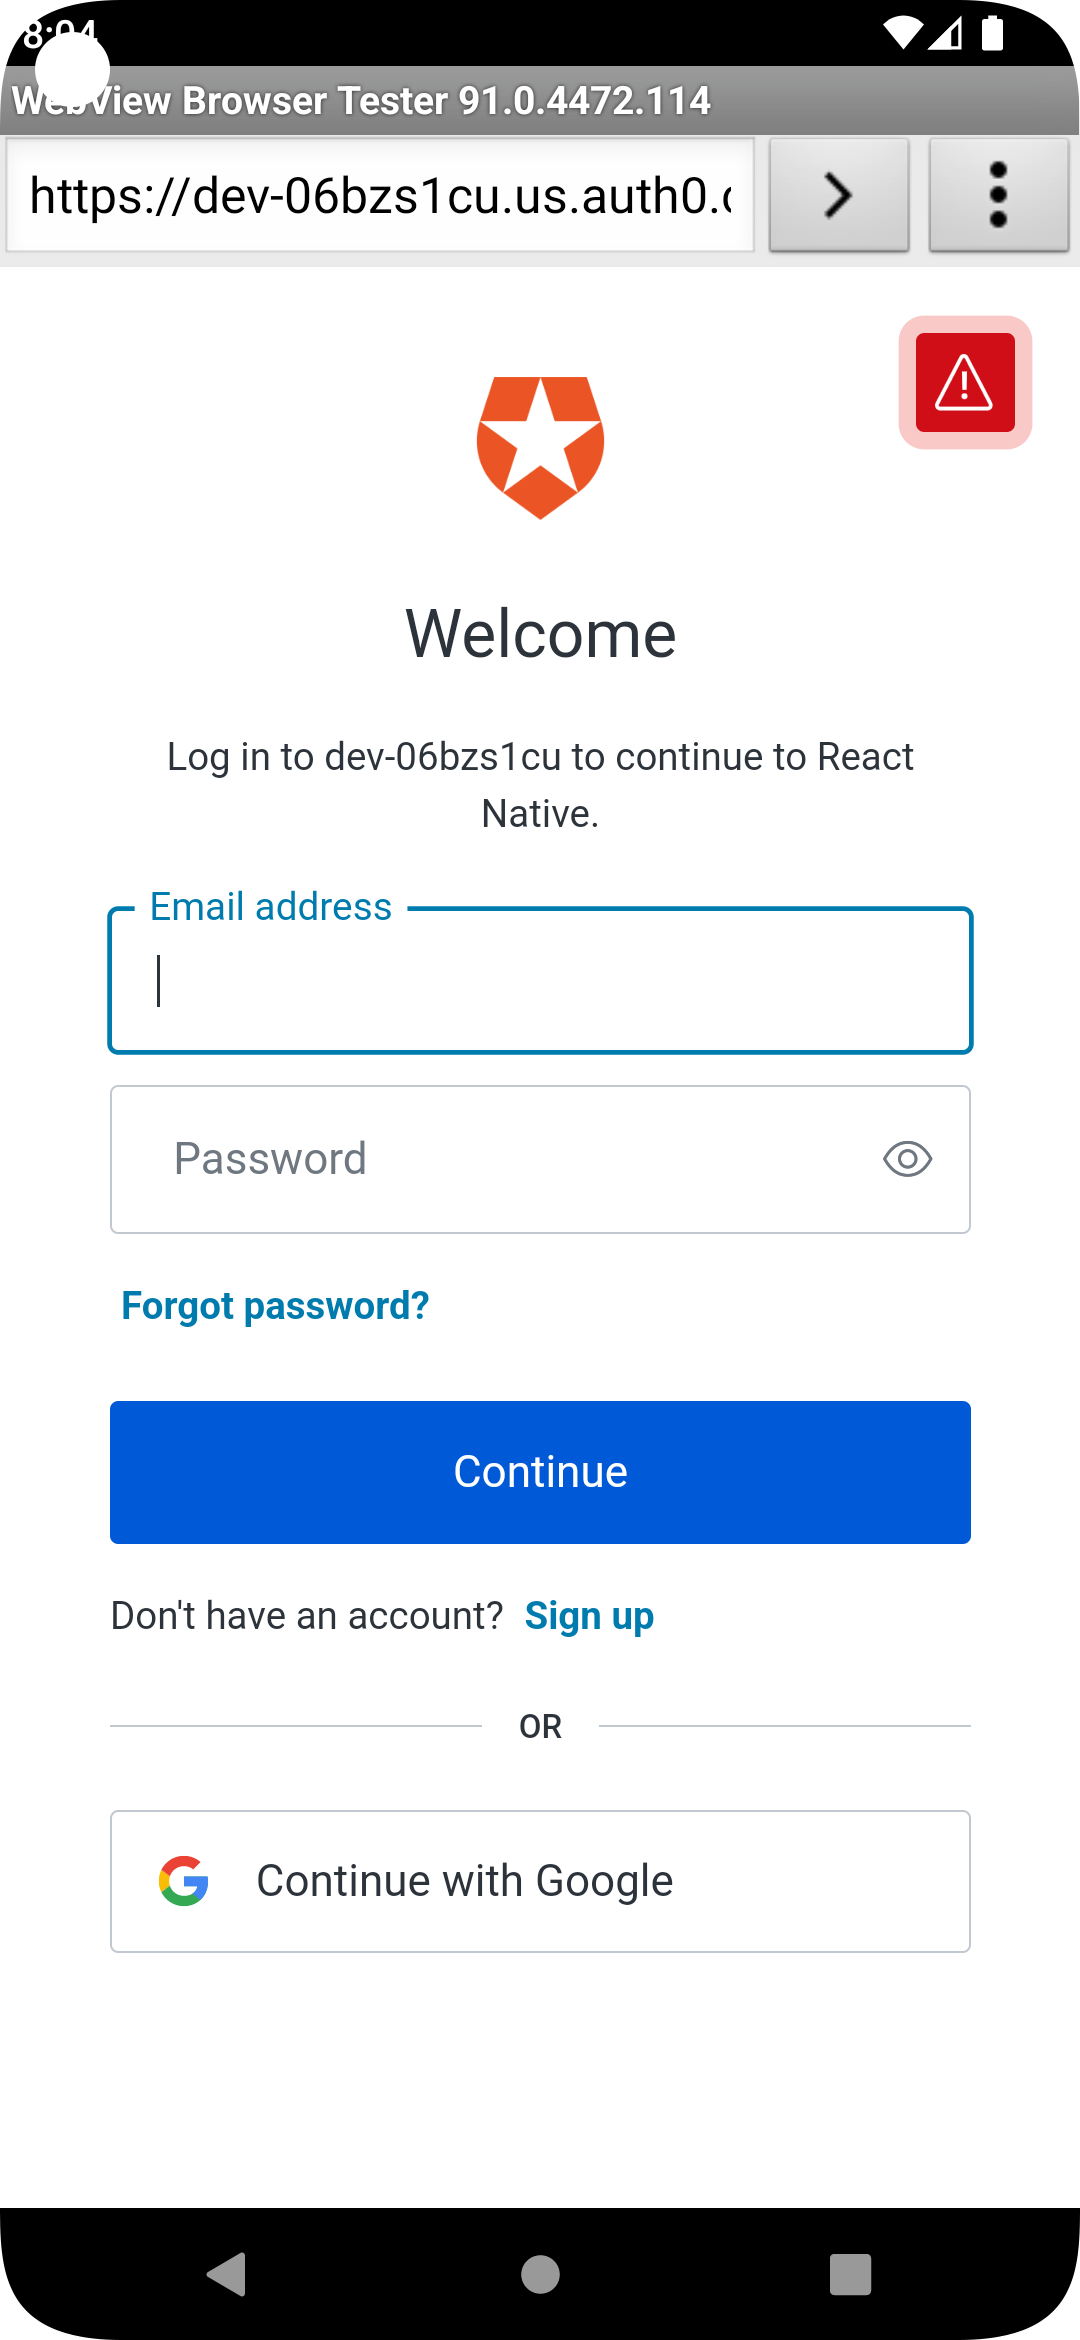 8:04
WebView Browser Tester 91.0.4472.114
https://dev-06bzs1cu.us.auth0.
Welcome
Log in to dev-06bzs1cu to continue to React
Native.
Email address
Password
Forgot password?
Continue
Don't have an account? Sign up
OR
Continue with Google